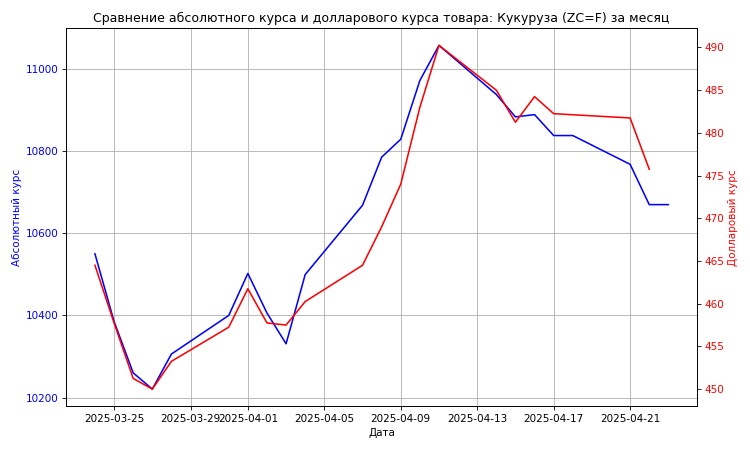 Сравнение абсолютного курса и долларового курса товара: Кукуруза (ZC=F) за месяц
Абсолютный курс
11000
10800
10600
10400
10200
490
485
480
475
470
465
460
455
450
Долларовый курс
2025-03-25 2025-03-29 2025-04-01 2025-04-05 2025-04-09 2025-04-13 2025-04-17 2025-04-21
Дата